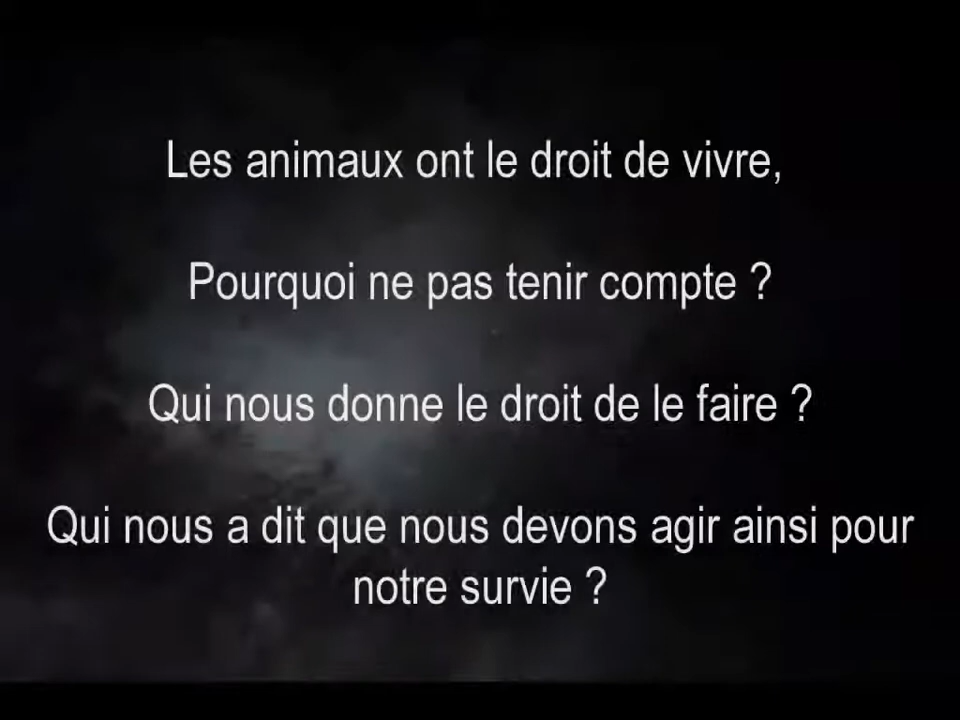 Les animaux ont le droit de vivre,
Pourquoi ne pas tenir compte ?
Qui nous donne le droit de le faire ?
Qui nous a dit que nous devons agir ainsi pour
notre survie ?